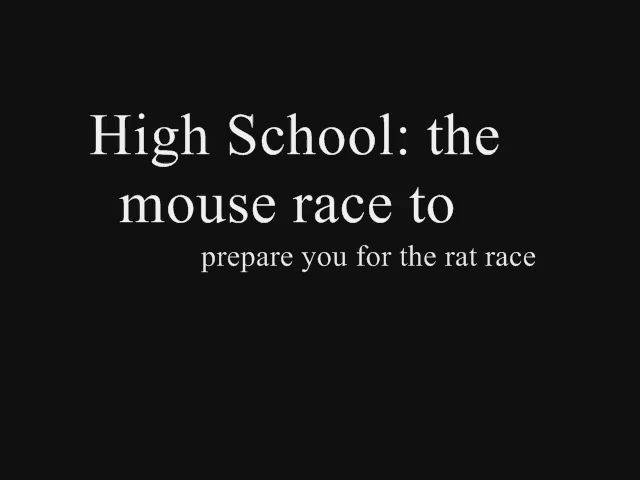 High School: the
mouse race to
prepare you for the rat race